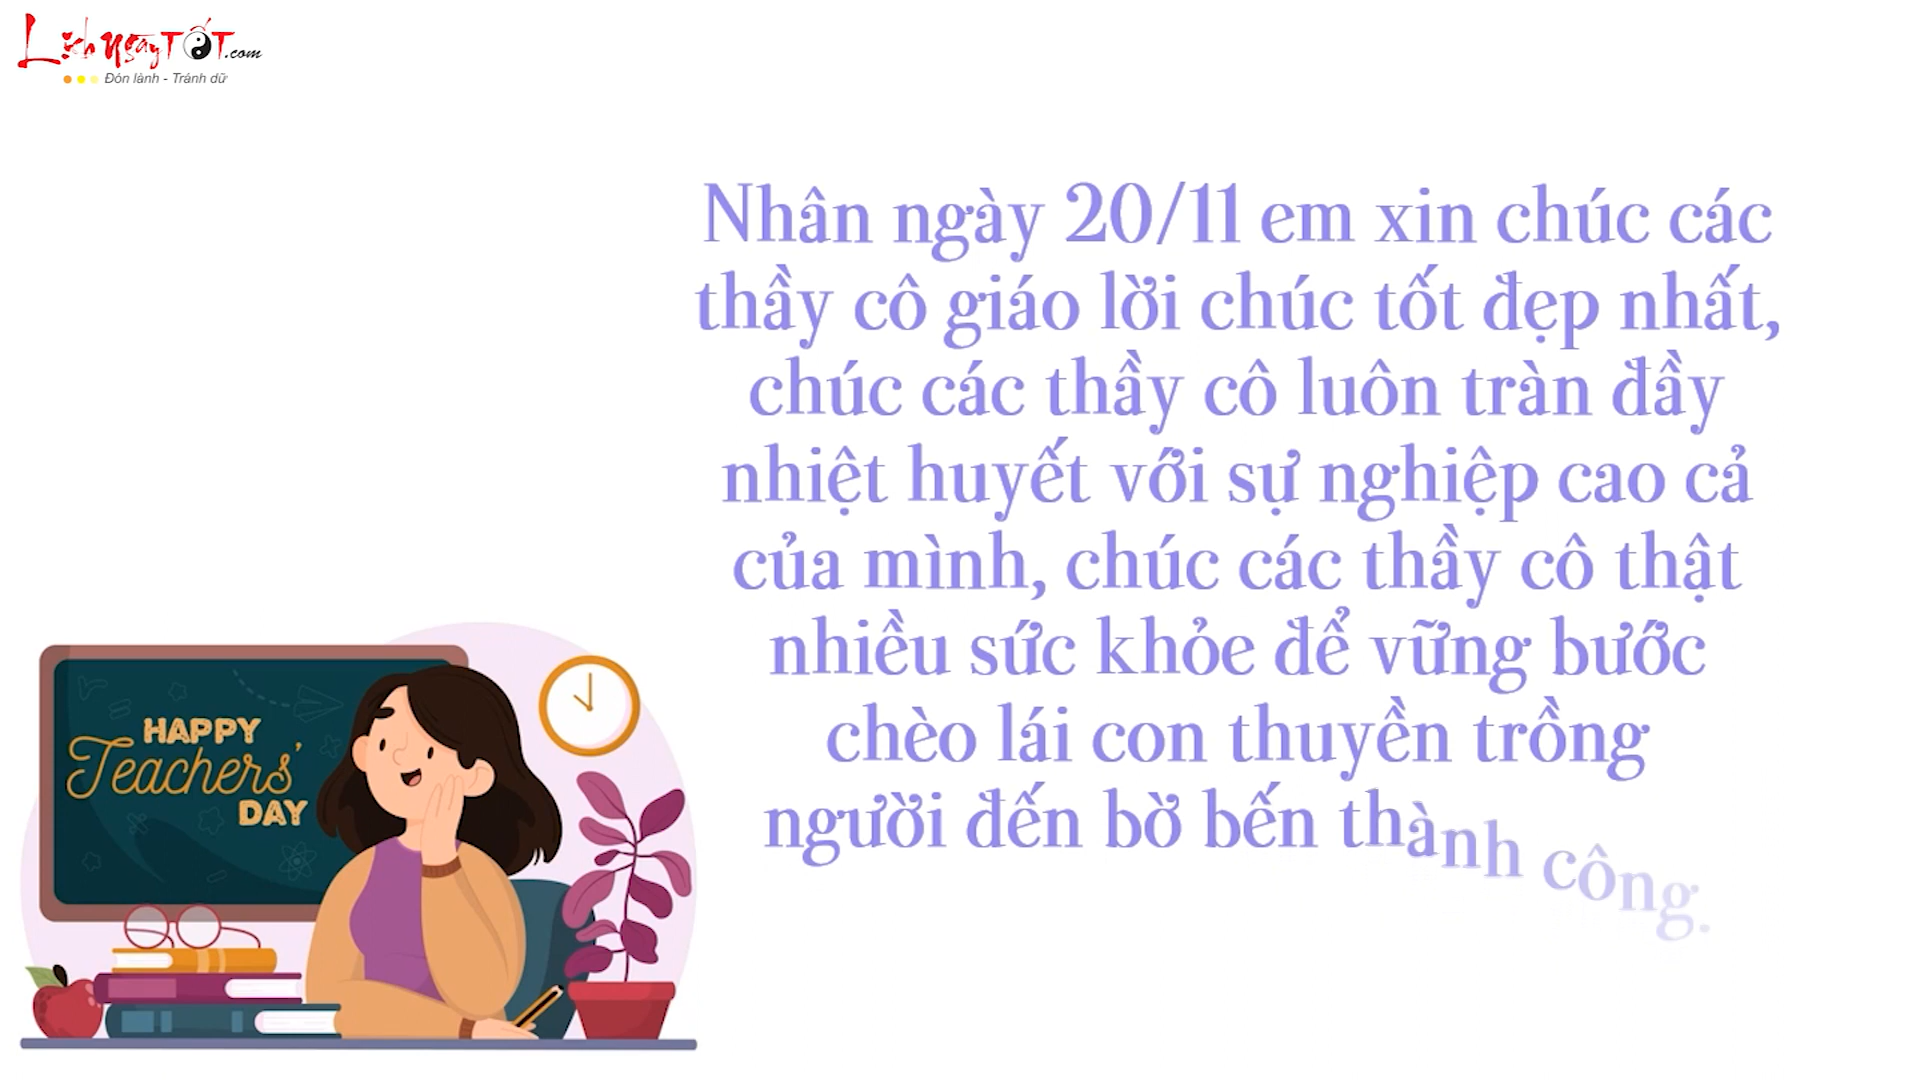 LịchNgàyTỐT.com
Đón lành - Tránh dữ
Nhân ngày 20/11 em xin chúc các
thầy cô giáo lời chúc tốt đẹp nhất,
chúc các thầy cô luôn tràn đầy
nhiệt huyết với sự nghiệp cao cả
của mình, chúc các thầy cô thật
nhiều sức khỏe để vững bước
chèo lái con thuyền trồng
người đến bờ bến thành công.
HAPPY
Teachers'
DAY